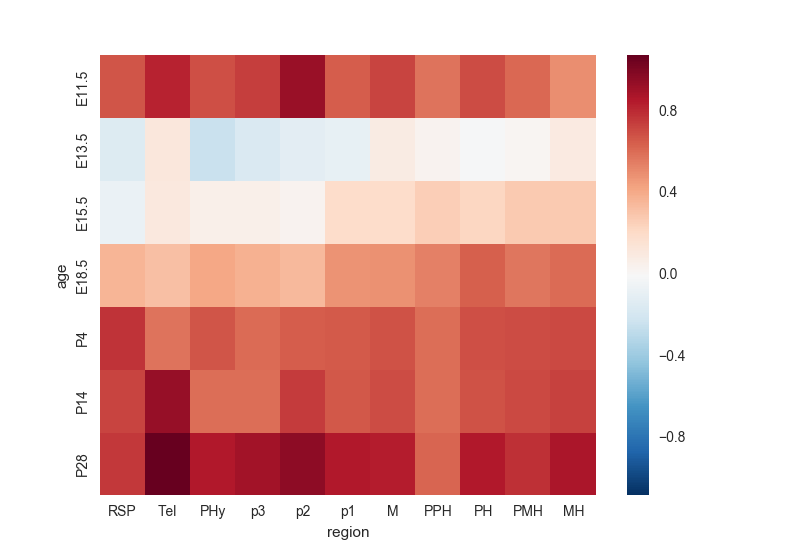 E11.5
E13.5
E15.5
E18.5
P4
P14
P28
age
RSP Tel PHy p3 p2 p1 M PPH PH PMH MH
region
0.8
0.4
0.0
−0.4
−0.8